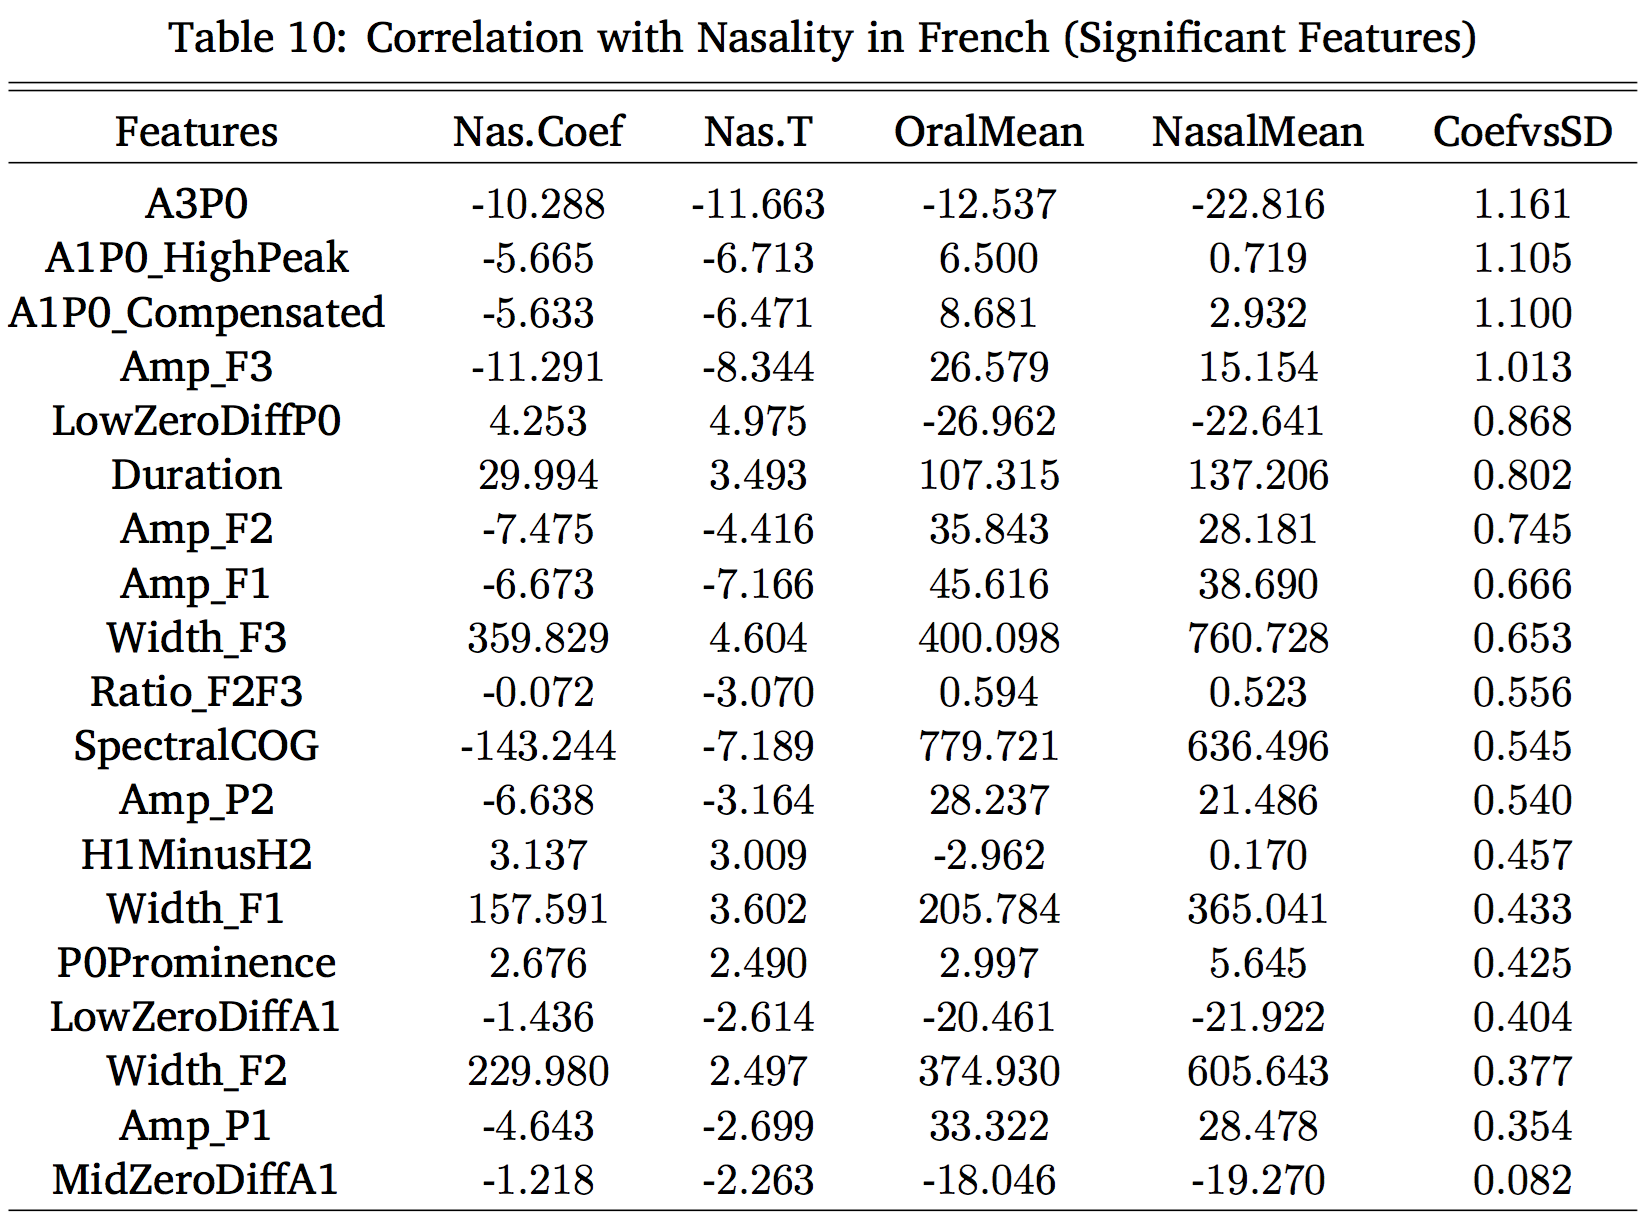 Table 10: Correlation with Nasality in French (Significant Features)
Features Nas.Coef Nas.T OralMean NasalMean CoefvsSD
A3P0 -10.288 -11.663 -12.537 -22.816 1.161
A1P0_HighPeak -5.665 -6.713 6.500 0.719 1.105
A1P0_Compensated -5.633 -6.471 8.681 2.932 1.100
Amp_F3 -11.291 -8.344 26.579 15.154 1.013
LowZeroDiffP0 4.253 4.975 -26.962 -22.641 0.868
Duration 29.994 3.493 107.315 137.206 0.802
Amp_F2 -7.475 -4.416 35.843 28.181 0.745
Amp_F1 -6.673 -7.166 45.616 38.690 0.666
Width_F3 359.829 4.604 400.098 760.728 0.653
Ratio_F2F3 -0.072 -3.070 0.594 0.523 0.556
SpectralCOG -143.244 -7.189 779.721 636.496 0.545
Amp_P2 -6.638 -3.164 28.237 21.486 0.540
H1MinusH2 3.137 3.009 -2.962 0.170 0.457
Width_F1 157.591 3.602 205.784 365.041 0.433
P0Prominence 2.676 2.490 2.997 5.645 0.425
LowZeroDiffA1 -1.436 -2.614 -20.461 -21.922 0.404
Width_F2 229.980 2.497 374.930 605.643 0.377
Amp_P1 -4.643 -2.699 33.322 28.478 0.354
MidZeroDiffA1 -1.218 -2.263 -18.046 -19.270 0.082